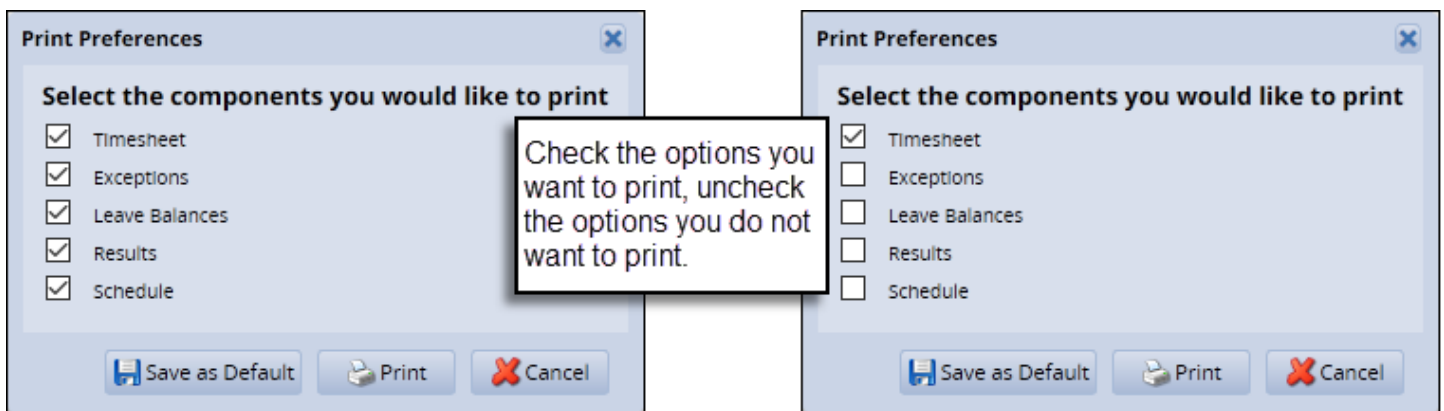 Print Preferences
Select the components you would like to print
Timesheet
Exceptions
Leave Balances
Results
Schedule
Save as Default Print Cancel
Check the options you
want to print, uncheck
the options you do not
want to print.
Print Preferences
Select the components you would like to print
Timesheet
Exceptions
Leave Balances
Results
Schedule
Save as Default Print Cancel